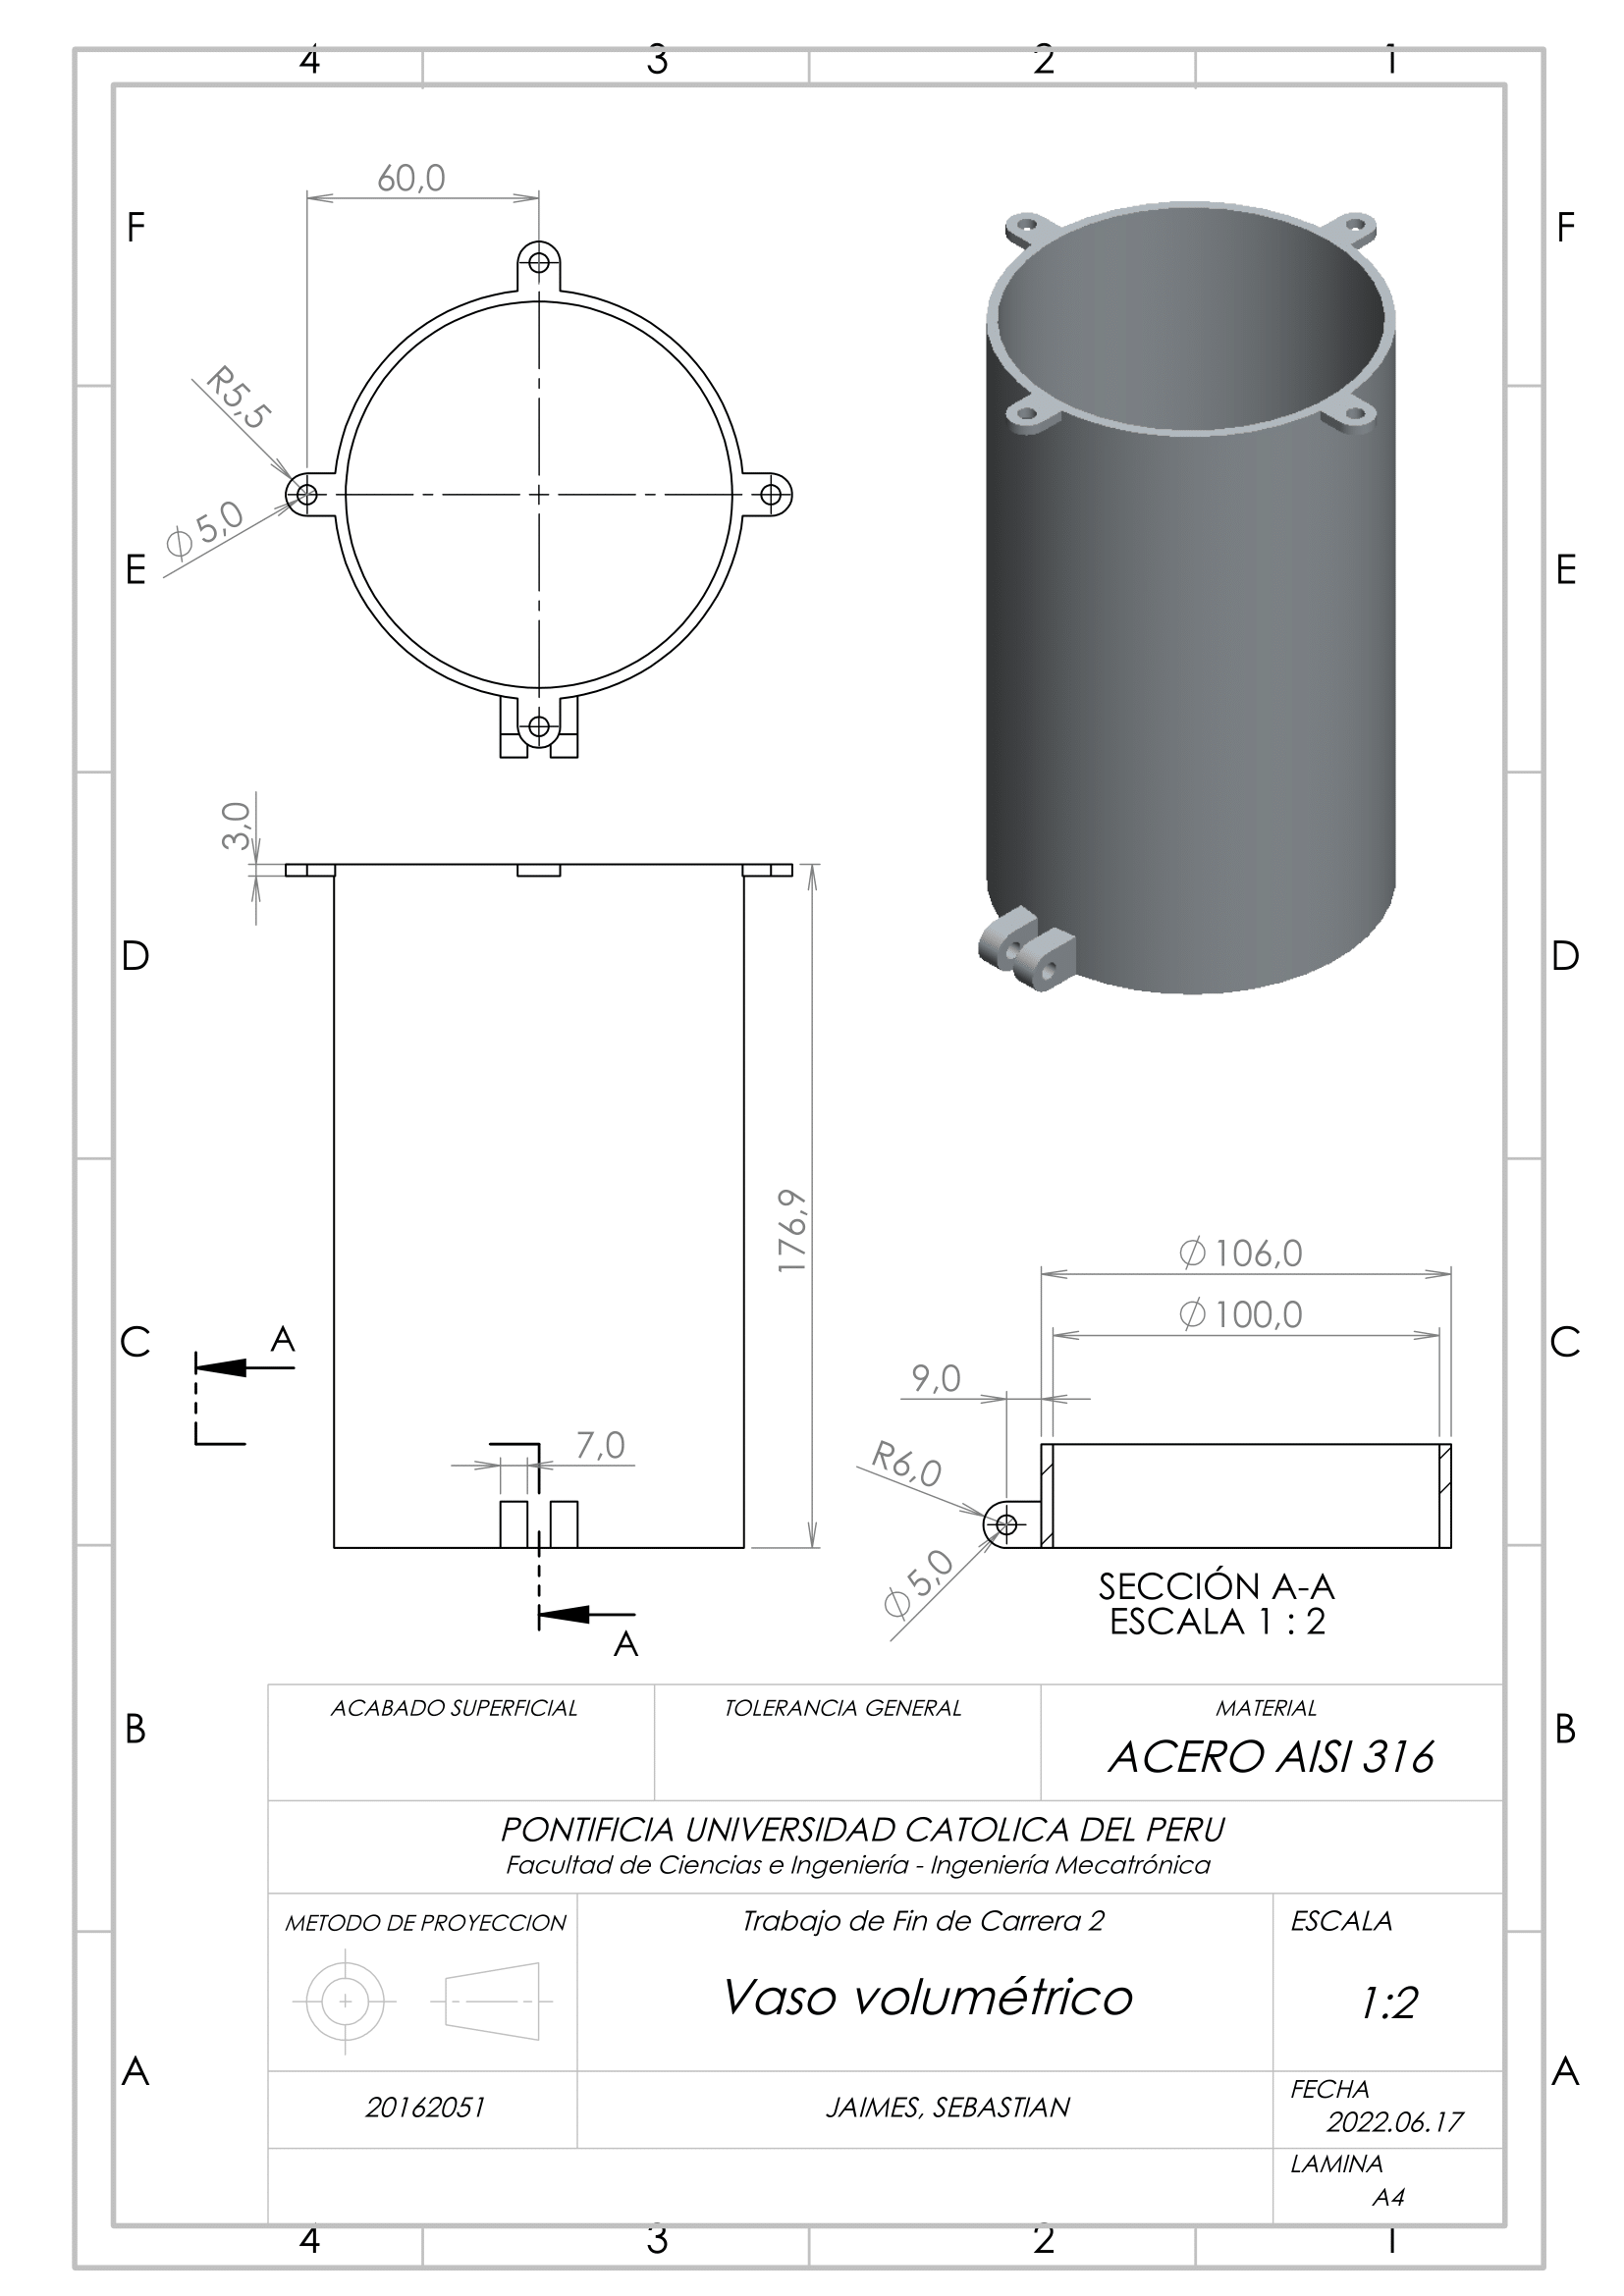 4 3 2 1
60,0
F F
R5,5
Ø 5,0
E E
3,0
D D
176,9
Ø 106,0
Ø 100,0
C C
A
9,0
7,0
R6,0
Ø 5,0
SECCIÓN A-A
ESCALA 1 : 2
A
ACABADO SUPERFICIAL TOLERANCIA GENERAL MATERIAL
B B
ACERO AISI 316
PONTIFICIA UNIVERSIDAD CATOLICA DEL PERU
Facultad de Ciencias e Ingeniería - Ingeniería Mecatrónica
METODO DE PROYECCION Trabajo de Fin de Carrera 2 ESCALA
Vaso volumétrico 1:2
A A
20162051 JAIMES, SEBASTIAN FECHA
2022.06.17
LAMINA
A4
4 3 2 1